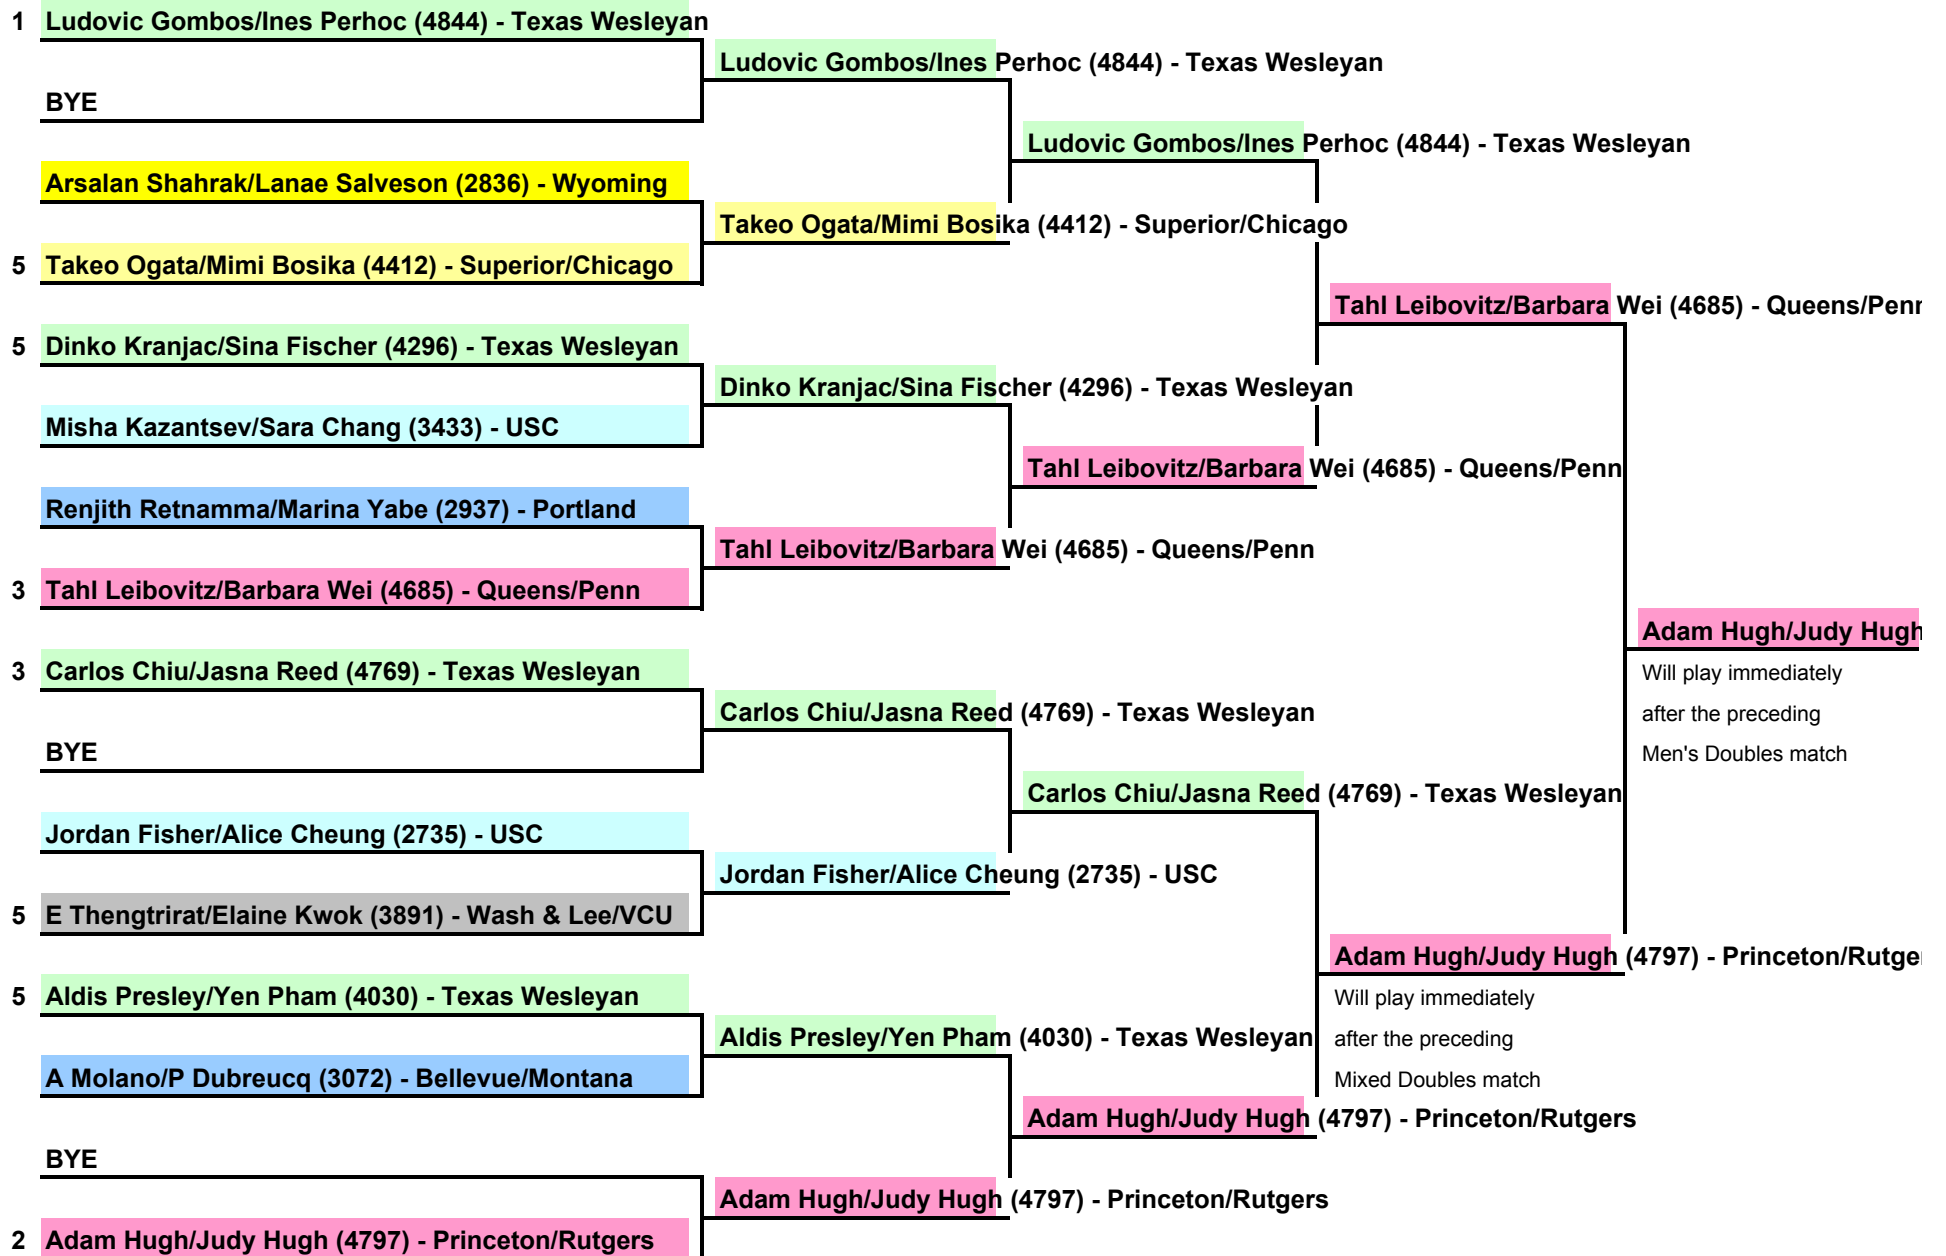 1 Ludovic Gombos/Ines Perhoc (4844) - Texas Wesleyan
Ludovic Gombos/Ines Perhoc (4844) - Texas Wesleyan
BYE
Ludovic Gombos/Ines Perhoc (4844) - Texas Wesleyan
Arsalan Shahrak/Lanae Salveson (2836) - Wyoming
Takeo Ogata/Mimi Bosika (4412) - Superior/Chicago
5 Takeo Ogata/Mimi Bosika (4412) - Superior/Chicago
Tahl Leibovitz/Barbara Wei (4685) - Queens/Penn
5 Dinko Kranjac/Sina Fischer (4296) - Texas Wesleyan
Dinko Kranjac/Sina Fischer (4296) - Texas Wesleyan
Misha Kazantsev/Sara Chang (3433) - USC
Tahl Leibovitz/Barbara Wei (4685) - Queens/Penn
Renjith Retnamma/Marina Yabe (2937) - Portland
Tahl Leibovitz/Barbara Wei (4685) - Queens/Penn
3 Tahl Leibovitz/Barbara Wei (4685) - Queens/Penn
Adam Hugh/Judy Hugh
3 Carlos Chiu/Jasna Reed (4769) - Texas Wesleyan
Will play immediately
Carlos Chiu/Jasna Reed (4769) - Texas Wesleyan
after the preceding
BYE
Men's Doubles match
Carlos Chiu/Jasna Reed (4769) - Texas Wesleyan
Jordan Fisher/Alice Cheung (2735) - USC
Jordan Fisher/Alice Cheung (2735) - USC
5 E Thengtrirat/Elaine Kwok (3891) - Wash & Lee/VCU
Adam Hugh/Judy Hugh (4797) - Princeton/Rutge
5 Aldis Presley/Yen Pham (4030) - Texas Wesleyan
Will play immediately
Aldis Presley/Yen Pham (4030) - Texas Wesleyan
after the preceding
A Molano/P Dubreucq (3072) - Bellevue/Montana
Mixed Doubles match
Adam Hugh/Judy Hugh (4797) - Princeton/Rutgers
BYE
Adam Hugh/Judy Hugh (4797) - Princeton/Rutgers
2 Adam Hugh/Judy Hugh (4797) - Princeton/Rutgers